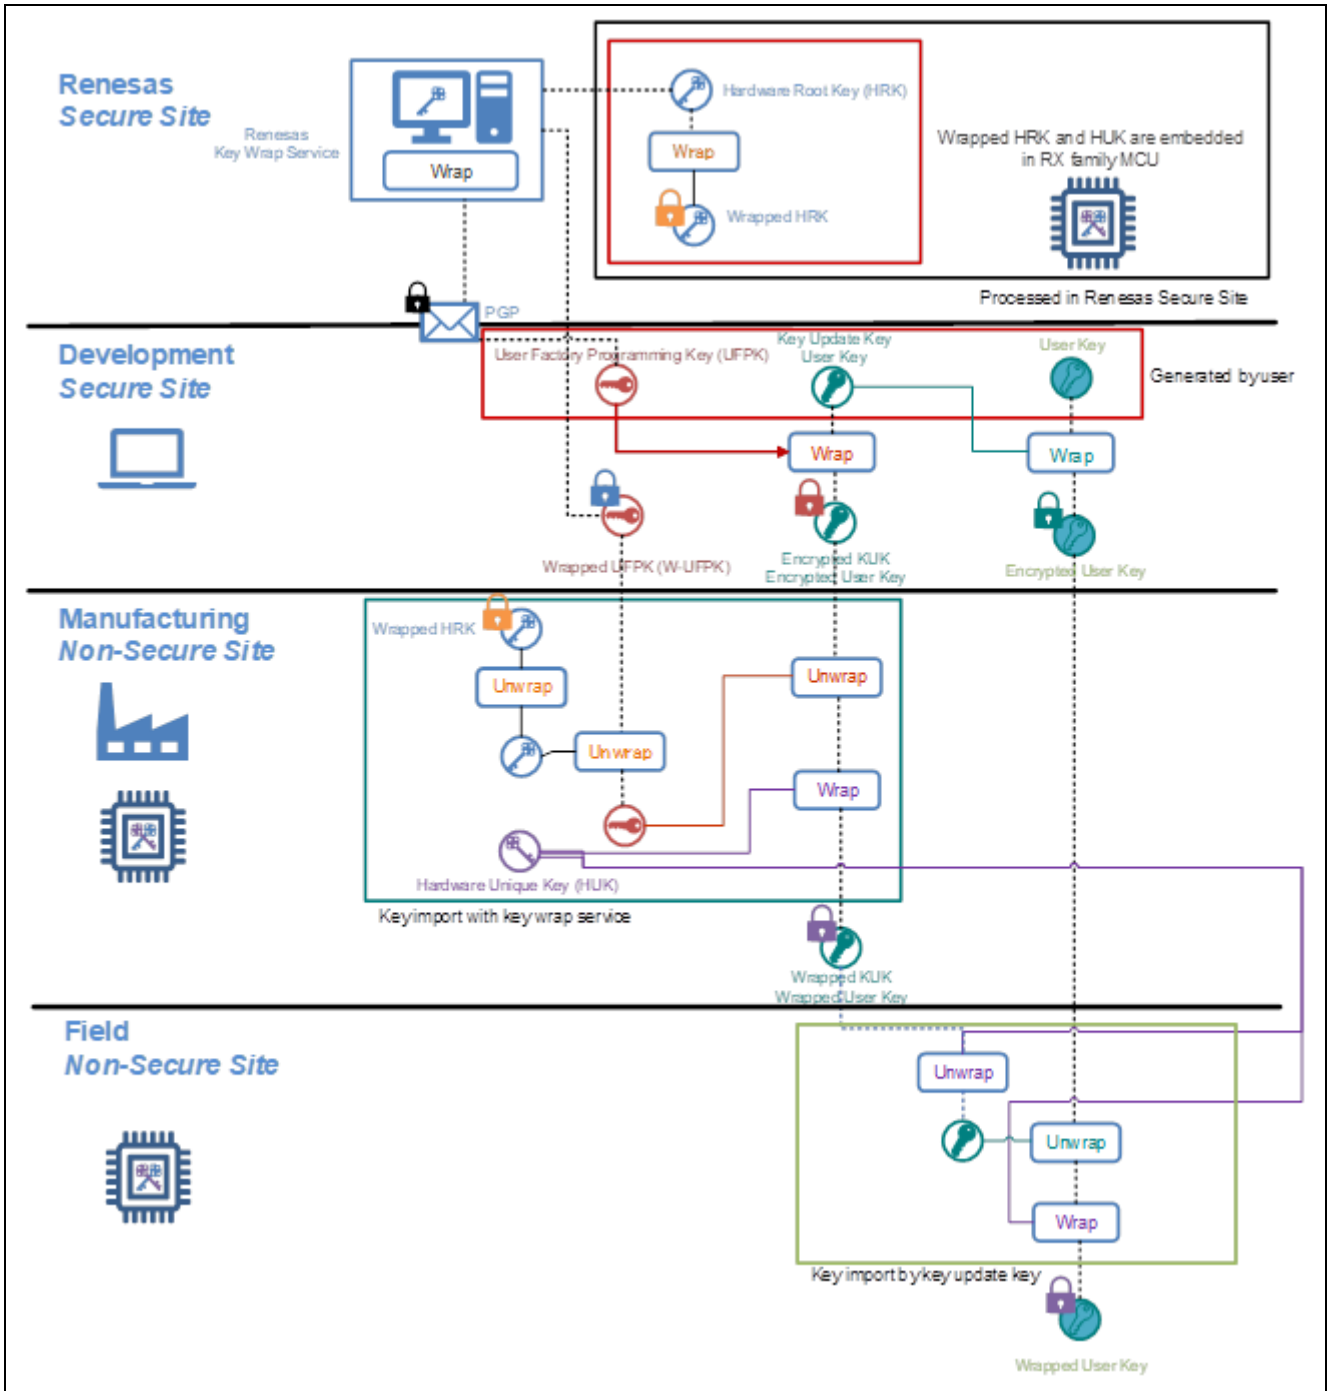 Renesas
Secure Site
Renesas
Key Wrap Service
Wrap
Hardware Root Key (HRK)
Wrap
Wrapped HRK
Wrapped HRK and HUK are embedded
in RX family MCU
Processed in Renesas Secure Site
PGP
Development
Secure Site
User Factory Programming Key (UFPK)
Key Update Key
User Key
User Key
Generated by user
Wrap
Wrap
Wrapped UFPK (W-UFPK)
Encrypted KUK
Encrypted User Key
Encrypted User Key
Manufacturing
Non-Secure Site
Wrapped HRK
Unwrap
Unwrap
Unwrap
Wrap
Hardware Unique Key (HUK)
Key import with key wrap service
Wrapped KUK
Wrapped User Key
Field
Non-Secure Site
Unwrap
Unwrap
Wrap
Key import by key update key
Wrapped User Key